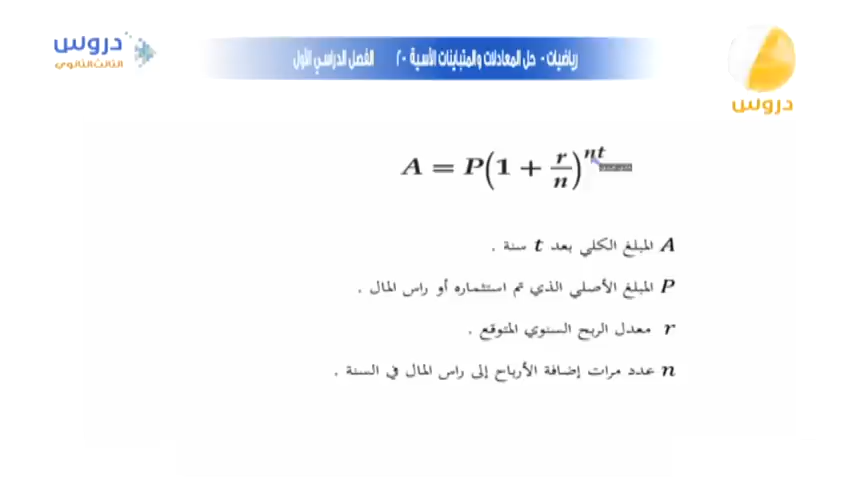 دروس
الثالث الثانوي
رياضيات - حل المعادلات والمتباينات الأسية - ٢ الفصل الدراسي الأول
دروس
A = P(1 + r/n)^nt
A المبلغ الكلي بعد t سنة .
P المبلغ الأصلي الذي تم استثماره أو راس المال .
r معدل الربح السنوي المتوقع .
n عدد مرات إضافة الأرباح إلى راس المال في السنة .